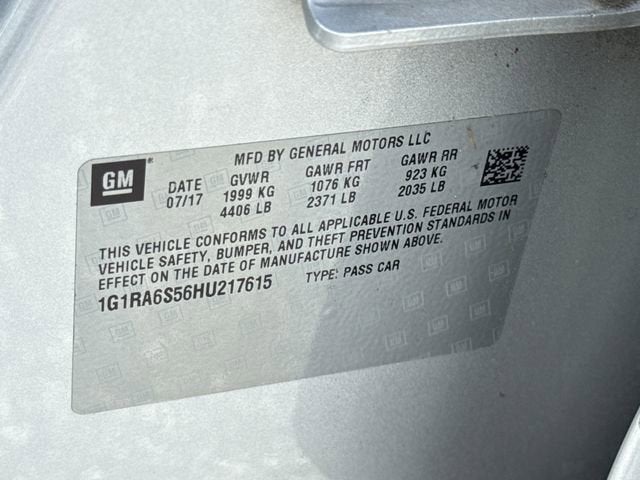 MFD BY GENERAL MOTORS LLC
GM DATE GVWR GAWR FRT GAWR RR
07/17 1999 KG 1076 KG 923 KG
4406 LB 2371 LB 2035 LB
THIS VEHICLE CONFORMS TO ALL APPLICABLE U.S. FEDERAL MOTOR
VEHICLE SAFETY, BUMPER, AND THEFT PREVENTION STANDARDS IN
EFFECT ON THE DATE OF MANUFACTURE SHOWN ABOVE.
1G1RA6S56HU217615 TYPE: PASS CAR